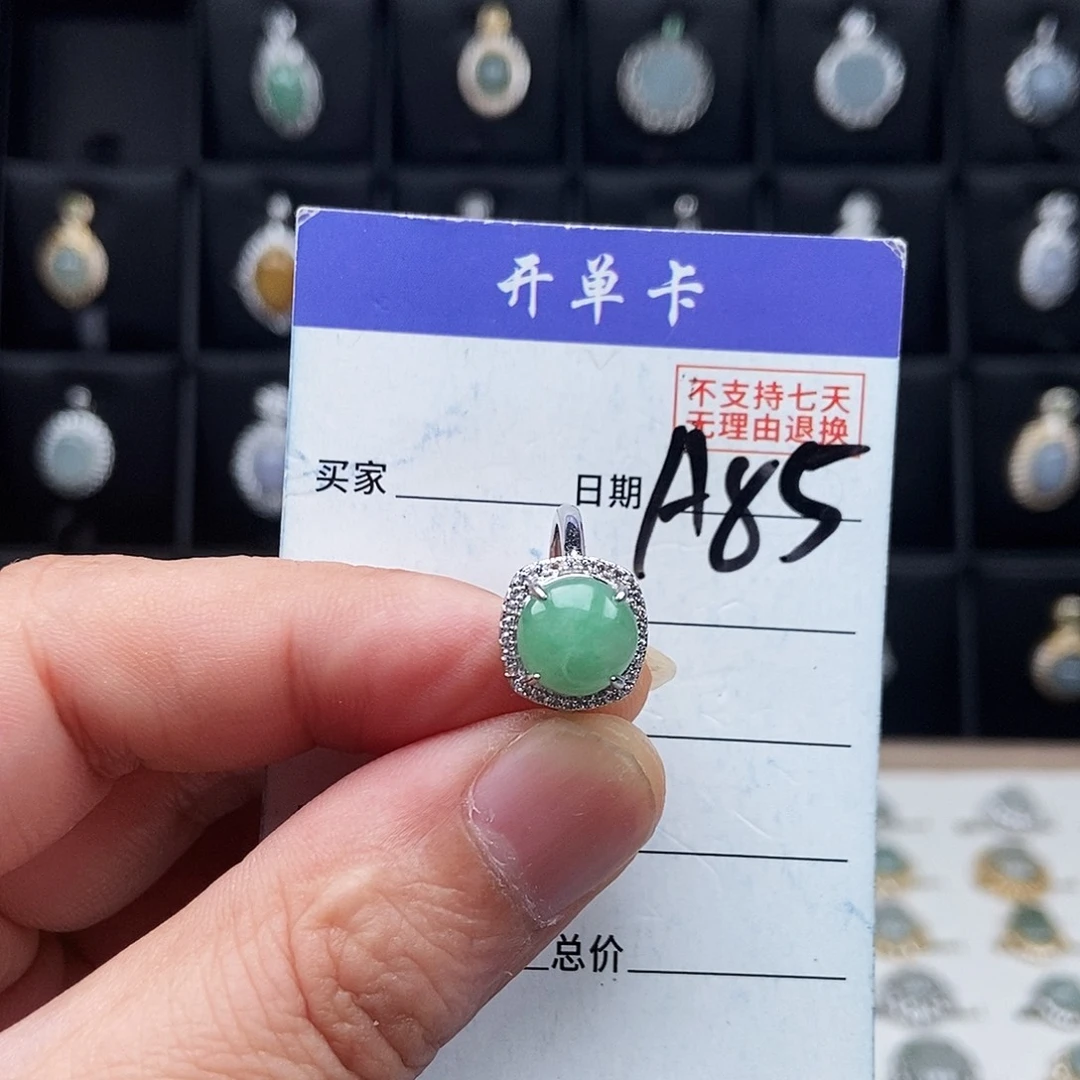 开单卡
不支持七天
无理由退换
买家 日期 A85
总价